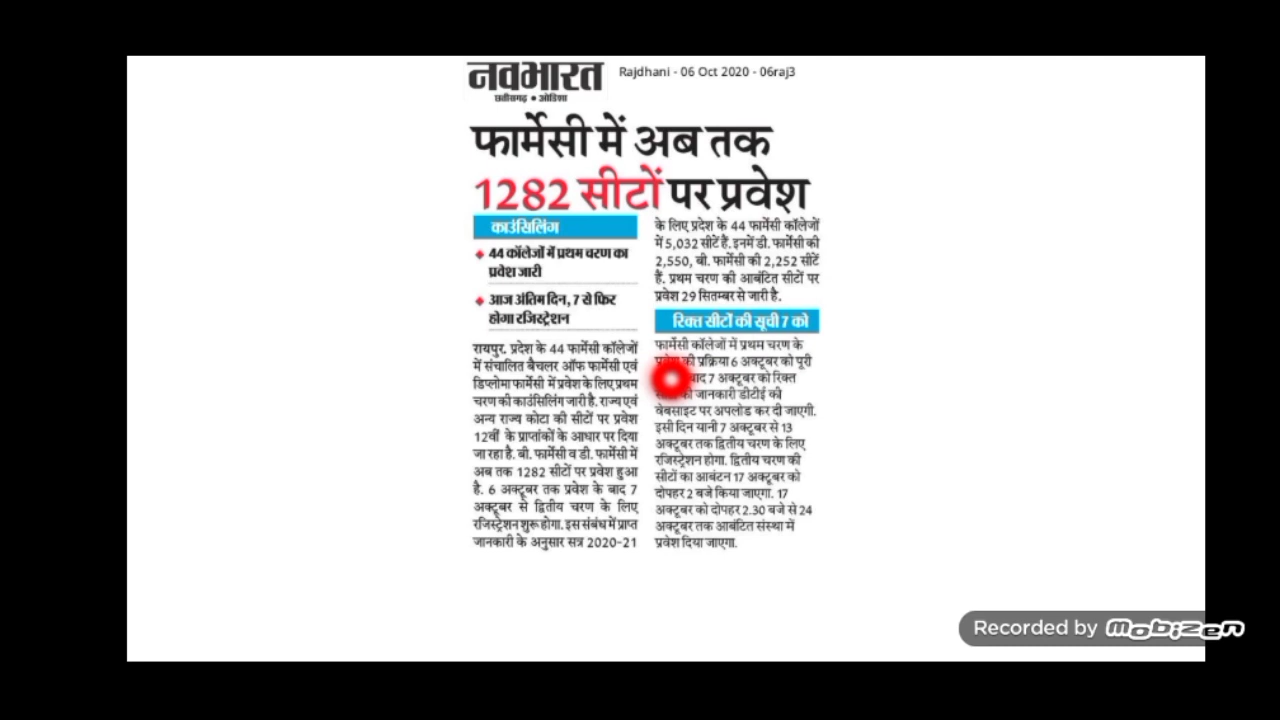 नवभारत
छत्तीसगढ़ • ओडिशा
Rajdhani - 06 Oct 2020 - 06raj3
फार्मेसी में अब तक
1282 सीटों पर प्रवेश
काउंसिलिंग
44 कॉलेजों में प्रथम चरण का
प्रवेश जारी
आज अंतिम दिन, 7 से फिर
होगा रजिस्ट्रेशन
रायपुर. प्रदेश के 44 फार्मेसी कॉलेजों
में संचालित बैचलर ऑफ फार्मेसी एवं
डिप्लोमा फार्मेसी में प्रवेश के लिए प्रथम
चरण की काउंसिलिंग जारी है. राज्य एवं
अन्य राज्य कोटा की सीटों पर प्रवेश
12वीं के प्राप्तांकों के आधार पर दिया
जा रहा है. बी. फार्मेसी व डी. फार्मेसी में
अब तक 1282 सीटों पर प्रवेश हुआ
है. 6 अक्टूबर तक प्रवेश के बाद 7
अक्टूबर से द्वितीय चरण के लिए
रजिस्ट्रेशन शुरू होगा. इस संबंध में प्राप्त
जानकारी के अनुसार सत्र 2020-21
के लिए प्रदेश के 44 फार्मेसी कॉलेजों
में 5,032 सीटें हैं. इनमें डी. फार्मेसी की
2,550, बी. फार्मेसी की 2,252 सीटें
हैं. प्रथम चरण की आबंटित सीटों पर
प्रवेश 29 सितम्बर से जारी है.
रिक्त सीटों की सूची 7 को
फार्मेसी कॉलेजों में प्रथम चरण के
की प्रक्रिया 6 अक्टूबर को पूरी
7 अक्टूबर को रिक्त
की जानकारी डीटीई की
वेबसाइट पर अपलोड कर दी जाएगी.
इसी दिन यानी 7 अक्टूबर से 13
अक्टूबर तक द्वितीय चरण के लिए
रजिस्ट्रेशन होगा. द्वितीय चरण की
सीटों का आबंटन 17 अक्टूबर को
दोपहर 2 बजे किया जाएगा. 17
अक्टूबर को दोपहर 2.30 बजे से 24
अक्टूबर तक आबंटित संस्था में
प्रवेश दिया जाएगा.
Recorded by Mobizen